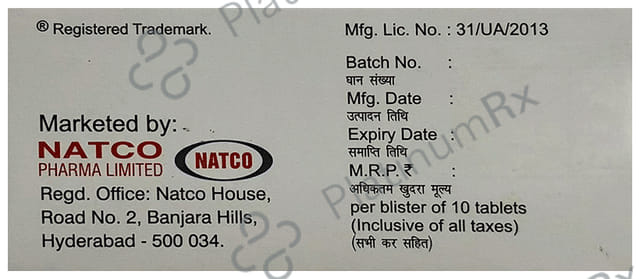 ® Registered Trademark.
Marketed by:
NATCO
PHARMA LIMITED
NATCO
Regd. Office: Natco House,
Road No. 2, Banjara Hills,
Hyderabad - 500 034.
Mfg. Lic. No. : 31/UA/2013
Batch No. :
घान संख्या
Mfg. Date :
उत्पादन तिथि
Expiry Date :
समाप्ति तिथि
M.R.P. ₹ :
अधिकतम खुदरा मूल्य
per blister of 10 tablets
(Inclusive of all taxes)
(सभी कर सहित)
PlatinumRx